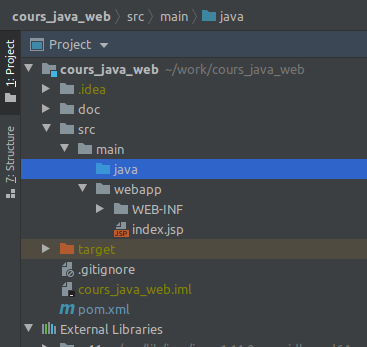 cours_java_web src main java
1: Project
7: Structure
Project
cours_java_web ~/work/cours_java_web
.idea
doc
src
main
java
webapp
WEB-INF
index.jsp
JSP
target
.gitignore
cours_java_web.iml
pom.xml
External Libraries